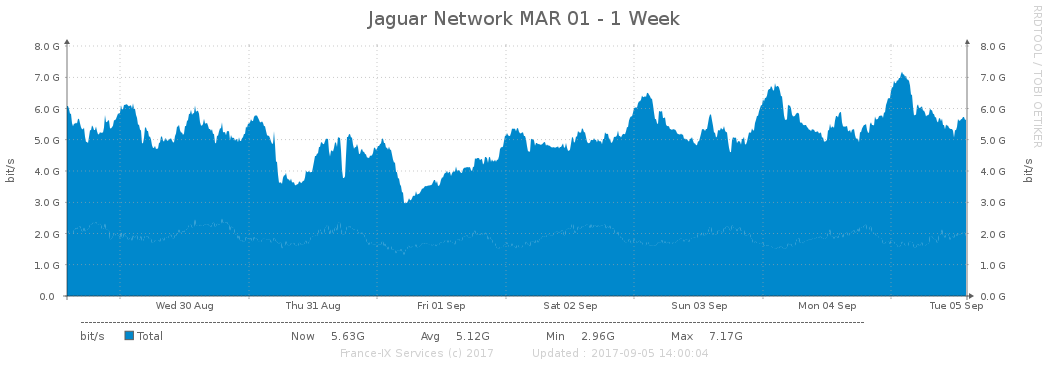 Jaguar Network MAR 01 - 1 Week
RRDTOOL / TOBI OETIKER
bit/s
8.0 G 8.0 G
7.0 G 7.0 G
6.0 G 6.0 G
5.0 G 5.0 G
4.0 G 4.0 G
3.0 G 3.0 G
2.0 G 2.0 G
1.0 G 1.0 G
0.0 0.0 G
bit/s
Wed 30 Aug Thu 31 Aug Fri 01 Sep Sat 02 Sep Sun 03 Sep Mon 04 Sep Tue 05 Sep
bit/s Total Now 5.63G Avg 5.12G Min 2.96G Max 7.17G
France-IX Services (c) 2017 Updated : 2017-09-05 14:00:04